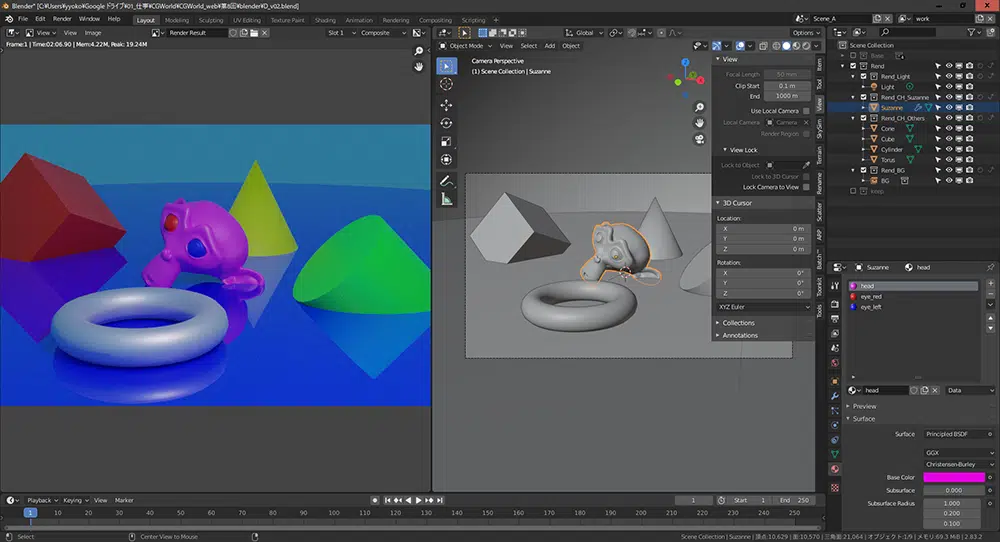 Blender* [C:¥Users¥yyoko¥Google ドライブ¥01_仕事¥CGWorld¥CGWorld_web¥第8回¥blender¥D_v02.blend]
File Edit Render Window Help Layout Modeling Sculpting UV Editing Texture Paint Shading Animation Rendering Compositing Scripting + Scene_A work
View View Image Render Result Slot 1 Composite Global Options
Frame:1 | Time:02:06.90 | Mem:4.22M, Peak: 19.24M
Object Mode View Select Add Object
Camera Perspective
(1) Scene Collection | Suzanne
X
Z
View
Focal Length 50 mm
Clip Start 0.1 m
End 1000 m
Use Local Camera
Local Camera Camera
Render Region
View Lock
Lock to Object
Lock to 3D Cursor
Lock Camera to View
3D Cursor
Location:
X 0 m
Y 0 m
Z 0 m
Rotation:
X 0°
Y 0°
Z 0°
XYZ Euler
Collections
Annotations
Item
Tool
View
SkySim
Terrain
Rename
Scatter
ARP
Batch™
Toonkit
Tools
Scene Collection
Base
Rend
Rend_Light
Light
Rend_CH_Suzanne
Suzanne
Rend_CH_Others
Cone
Cube
Cylinder
Torus
Rend_BG
BG
keep
Suzanne head
head
eye_red
eye_left
head Data
Preview
Surface
Surface Principled BSDF
GGX
Christensen-Burley
Base Color
Subsurface 0.000
Subsurface Radius 1.000
0.200
0.100
Playback Keying View Marker 1 Start 1 End 250
1 10 20 30 40 50 60 70 80 90 100 110 120 130 140 150 160 170 180 190 200 210 220 230 240 250
Select Center View to Mouse Scene Collection | Suzanne | 頂点:10.629 | 面:10.570 | 三角面:21,064 | オブジェクト:1/9 | メモリ:69.3 MiB | 2.83.2